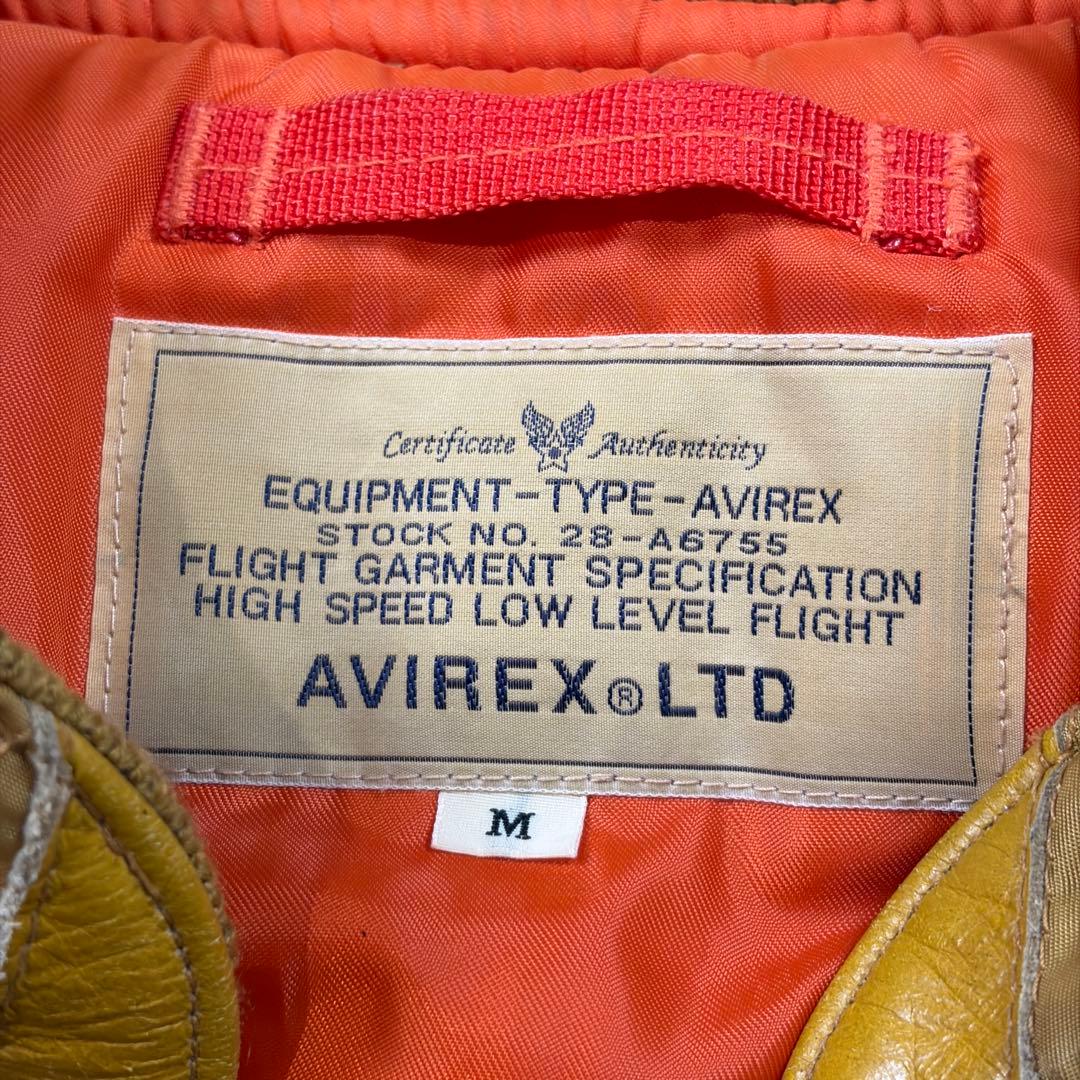 Certificate Authenticity
EQUIPMENT-TYPE-AVIREX
STOCK NO. 28-A6755
FLIGHT GARMENT SPECIFICATION
HIGH SPEED LOW LEVEL FLIGHT
AVIREX®LTD
M